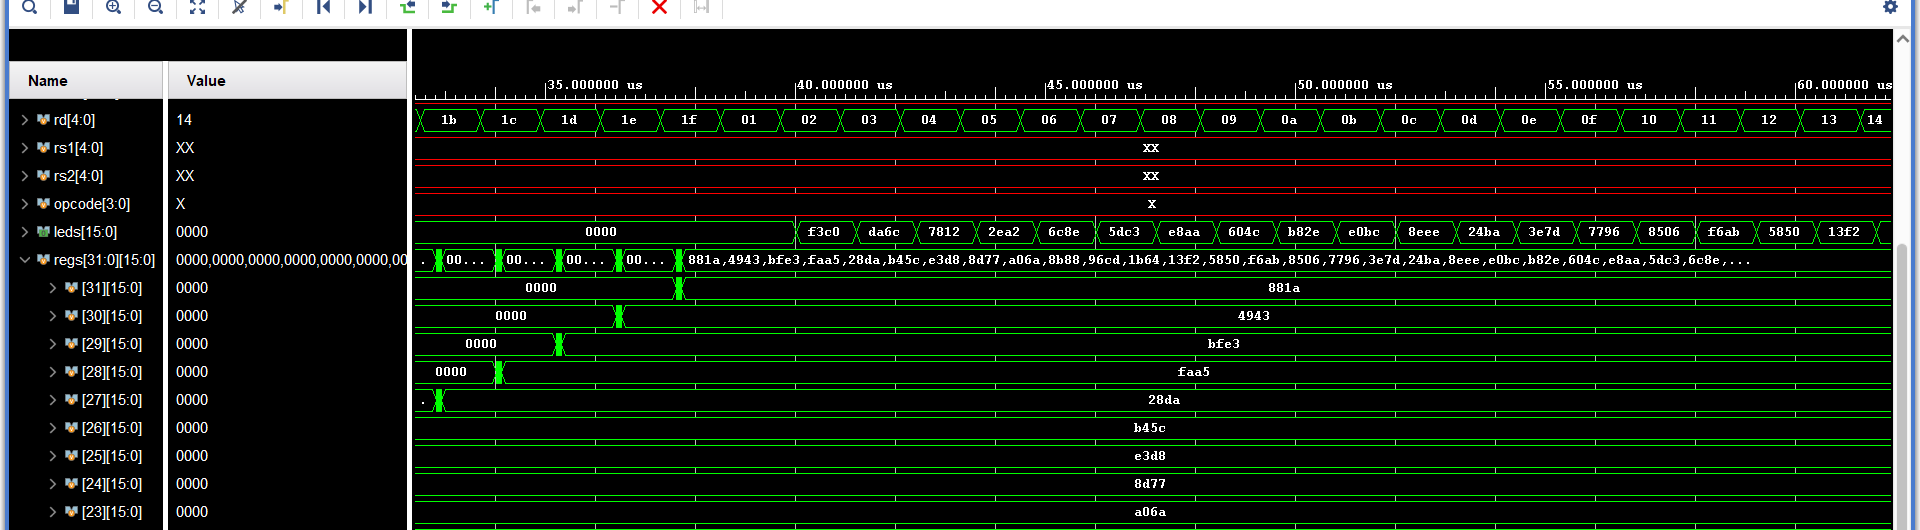 35.000000 us 40.000000 us 45.000000 us 50.000000 us 55.000000 us 60.000000 us
Name Value
rd[4:0] 14 1b 1c 1d 1e 1f 01 02 03 04 05 06 07 08 09 0a 0b 0c 0d 0e 0f 10 11 12 13 14
rs1[4:0] XX XX
rs2[4:0] XX XX
opcode[3:0] X X
leds[15:0] 0000 0000 f3c0 da6c 7812 2ea2 6c8e 5dc3 e8aa 604c b82e e0bc 8eee 24ba 3e7d 7796 8506 f6ab 5850 13f2
regs[31:0][15:0] 0000,0000,0000,0000,0000,0000,00 . 00... 00... 00... 00... 881a,4943,bfe3,faa5,28da,b45c,e3d8,8d77,a06a,8b88,96cd,1b64,13f2,5850,f6ab,8506,7796,3e7d,24ba,8eee,e0bc,b82e,604c,e8aa,5dc3,6c8e,...
[31][15:0] 0000 0000 881a
[30][15:0] 0000 0000 4943
[29][15:0] 0000 0000 bfe3
[28][15:0] 0000 0000 faa5
[27][15:0] 0000 . 28da
[26][15:0] 0000 b45c
[25][15:0] 0000 e3d8
[24][15:0] 0000 8d77
[23][15:0] 0000 a06a